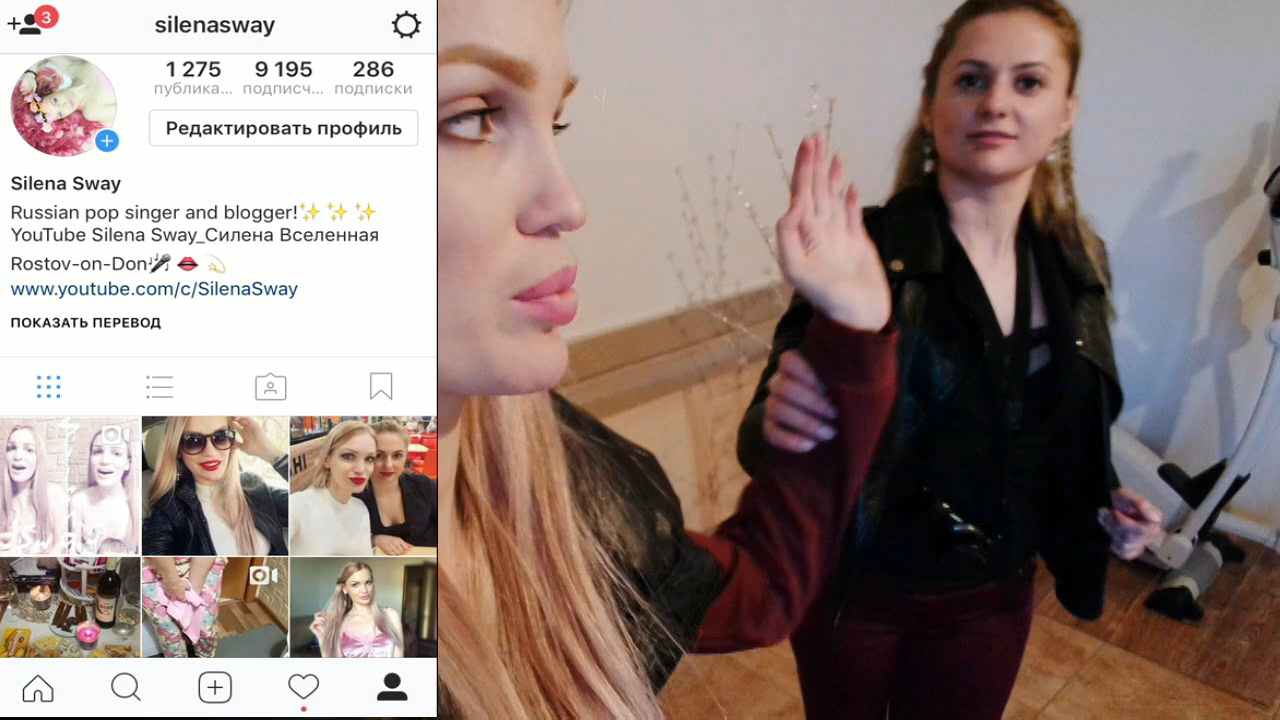 3
silenasway
1 275 9 195 286
публика... подписч... подписки
Редактировать профиль
Silena Sway
Russian pop singer and blogger!✨ ✨ ✨
YouTube Silena Sway_Силена Вселенная
Rostov-on-Don🎤 👄 💫
www.youtube.com/c/SilenaSway
ПОКАЗАТЬ ПЕРЕВОД